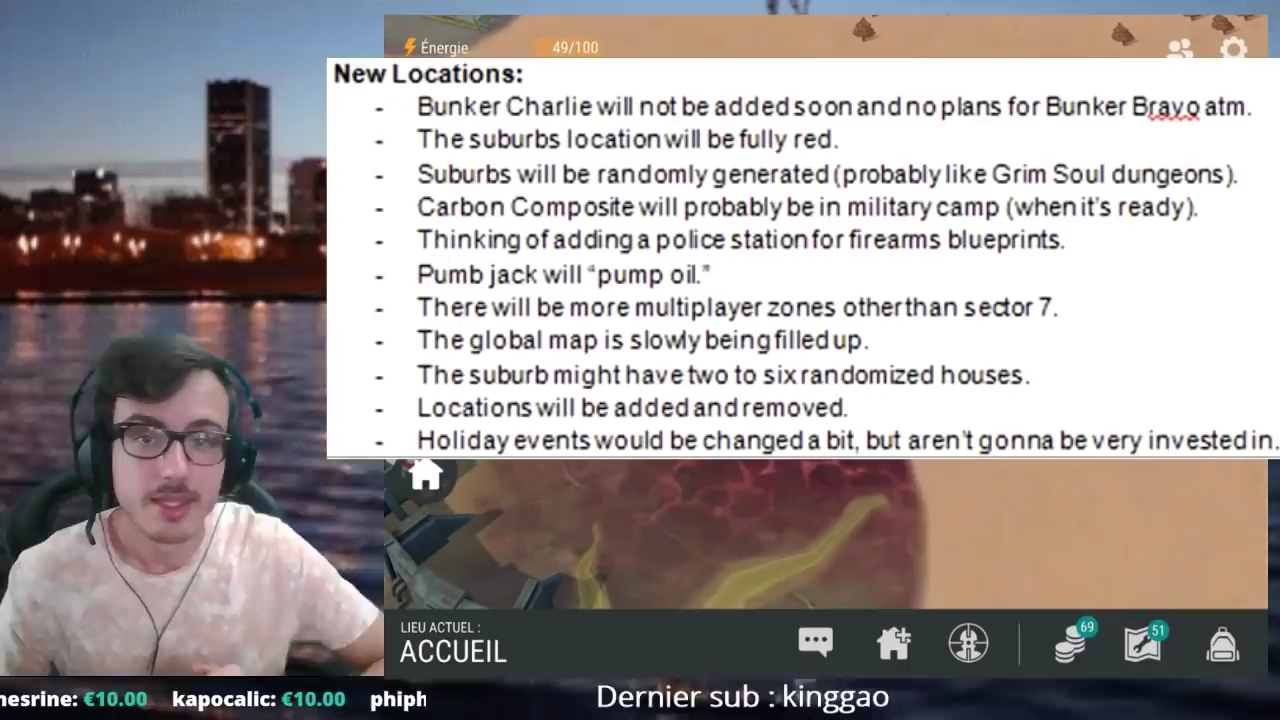 Énergie 49/100
New Locations:
- Bunker Charlie will not be added soon and no plans for Bunker Bravo atm.
- The suburbs location will be fully red.
- Suburbs will be randomly generated (probably like Grim Soul dungeons).
- Carbon Composite will probably be in military camp (when it's ready).
- Thinking of adding a police station for firearms blueprints.
- Pumb jack will “pump oil.”
- There will be more multiplayer zones other than sector 7.
- The global map is slowly being filled up.
- The suburb might have two to six randomized houses.
- Locations will be added and removed.
- Holiday events would be changed a bit, but aren't gonna be very invested in.
69 51
LIEU ACTUEL :
ACCUEIL
nesrine: €10.00 kapocalic: €10.00 phiph
Dernier sub : kinggao